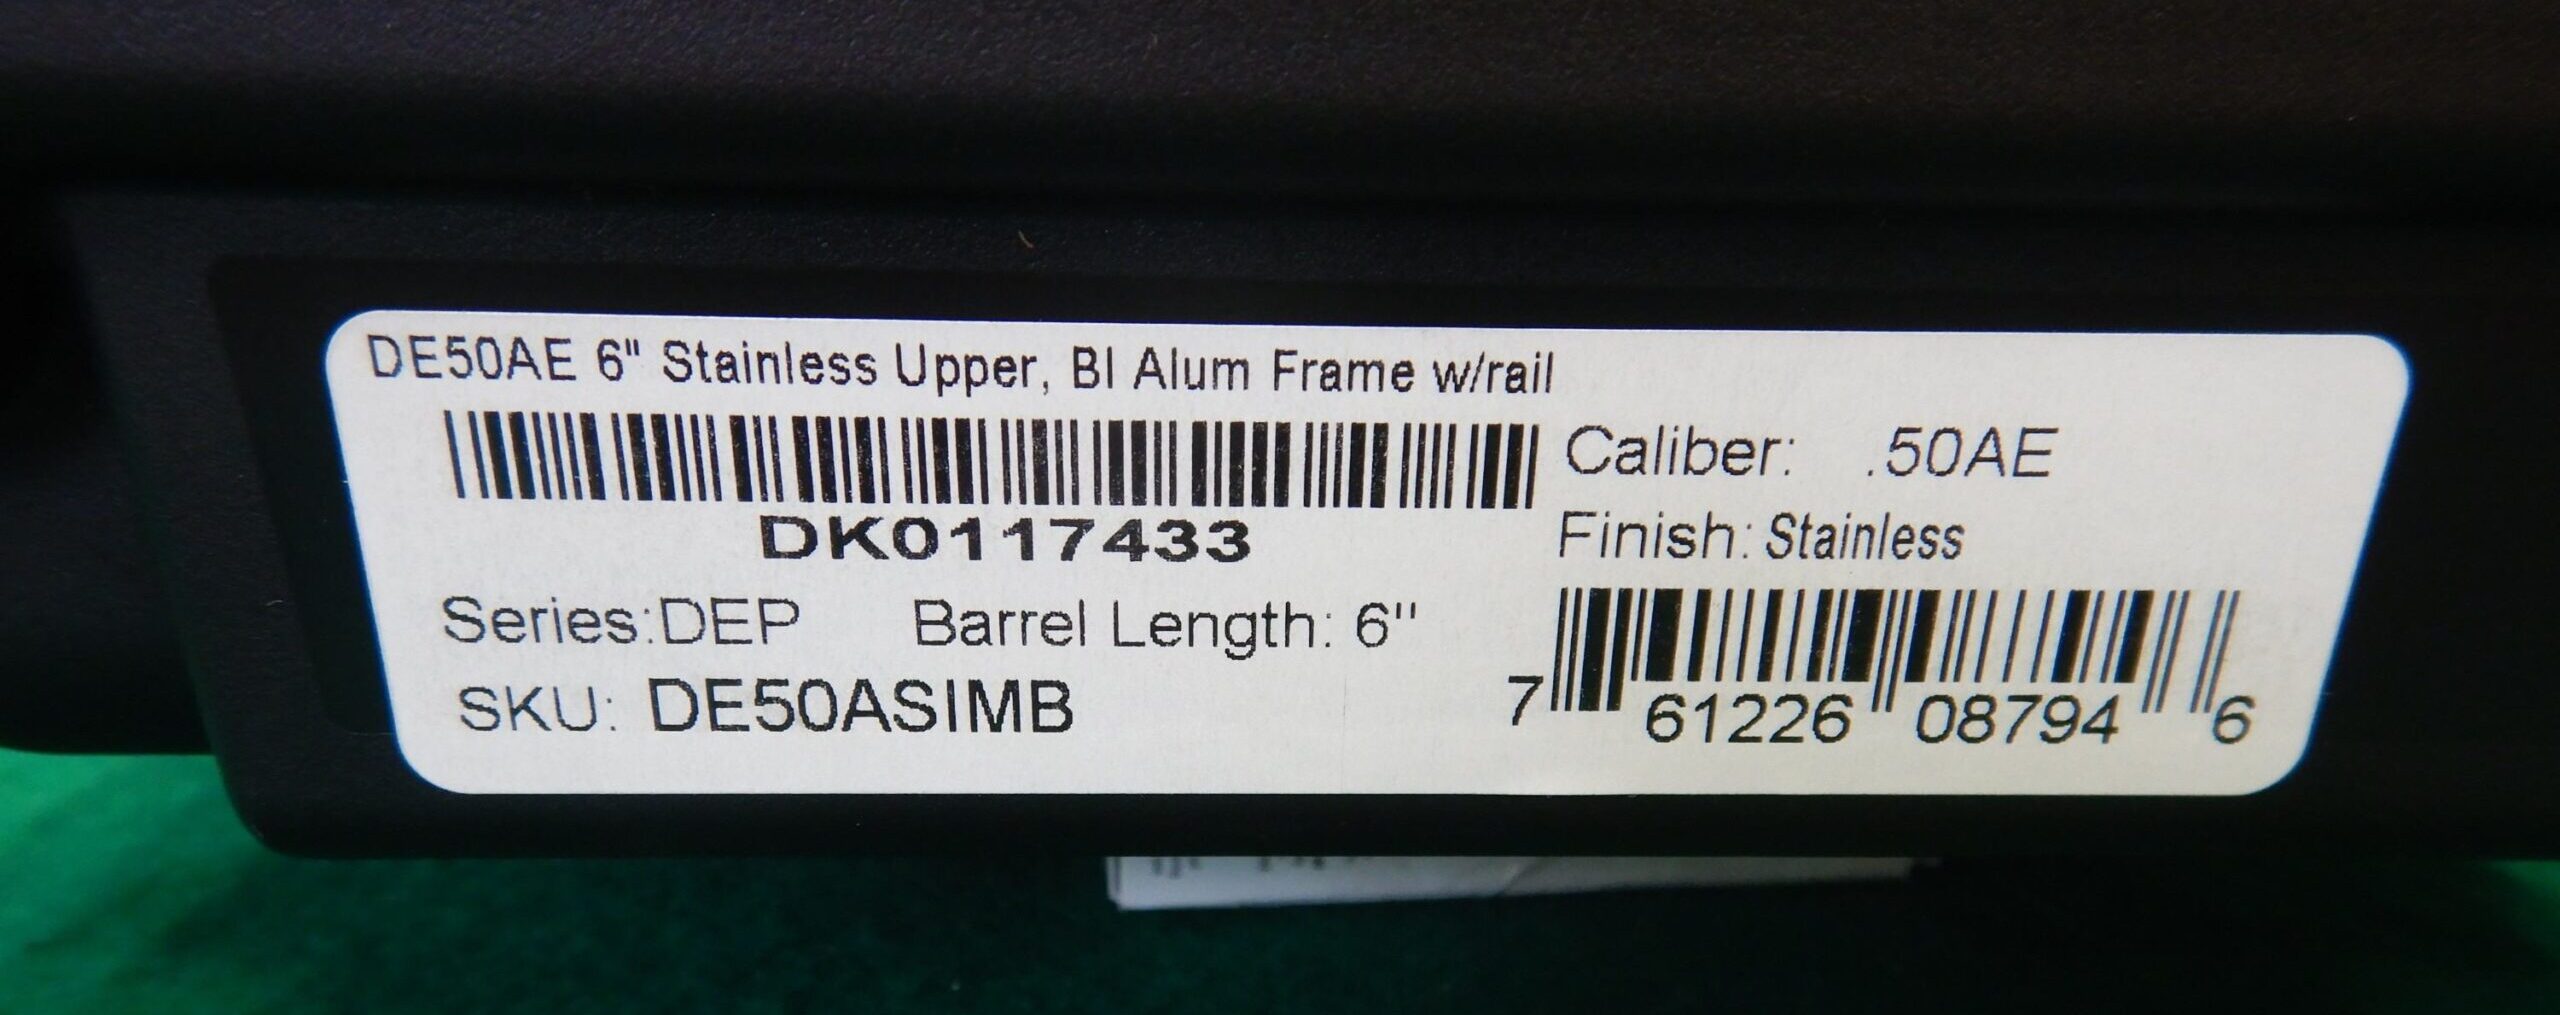 DE50AE 6" Stainless Upper, Bl Alum Frame w/rail
DK0117433
Caliber: .50AE
Finish: Stainless
Series:DEP Barrel Length: 6"
SKU: DE50ASIMB
7 61226 08794 6